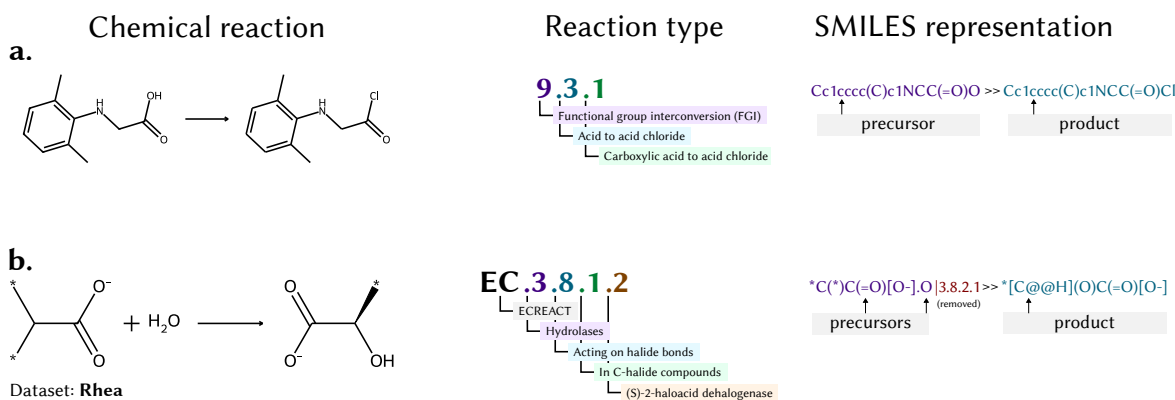 Chemical reaction
Reaction type
SMILES representation
a.
H
N
OH
O
H
N
Cl
O
9.3.1
Functional group interconversion (FGI)
Acid to acid chloride
Carboxylic acid to acid chloride
Cc1cccc(C)c1NCC(=O)O >> Cc1cccc(C)c1NCC(=O)Cl
precursor
product
b.
*
*
O-
O
+ H2O
O
O-
*
OH
Dataset: Rhea
EC.3.8.1.2
ECREACT
Hydrolases
Acting on halide bonds
In C-halide compounds
(S)-2-haloacid dehalogenase
*C(*)C(=O)[O-].O|3.8.2.1>> *[C@@H](O)C(=O)[O-]
(removed)
precursors
product